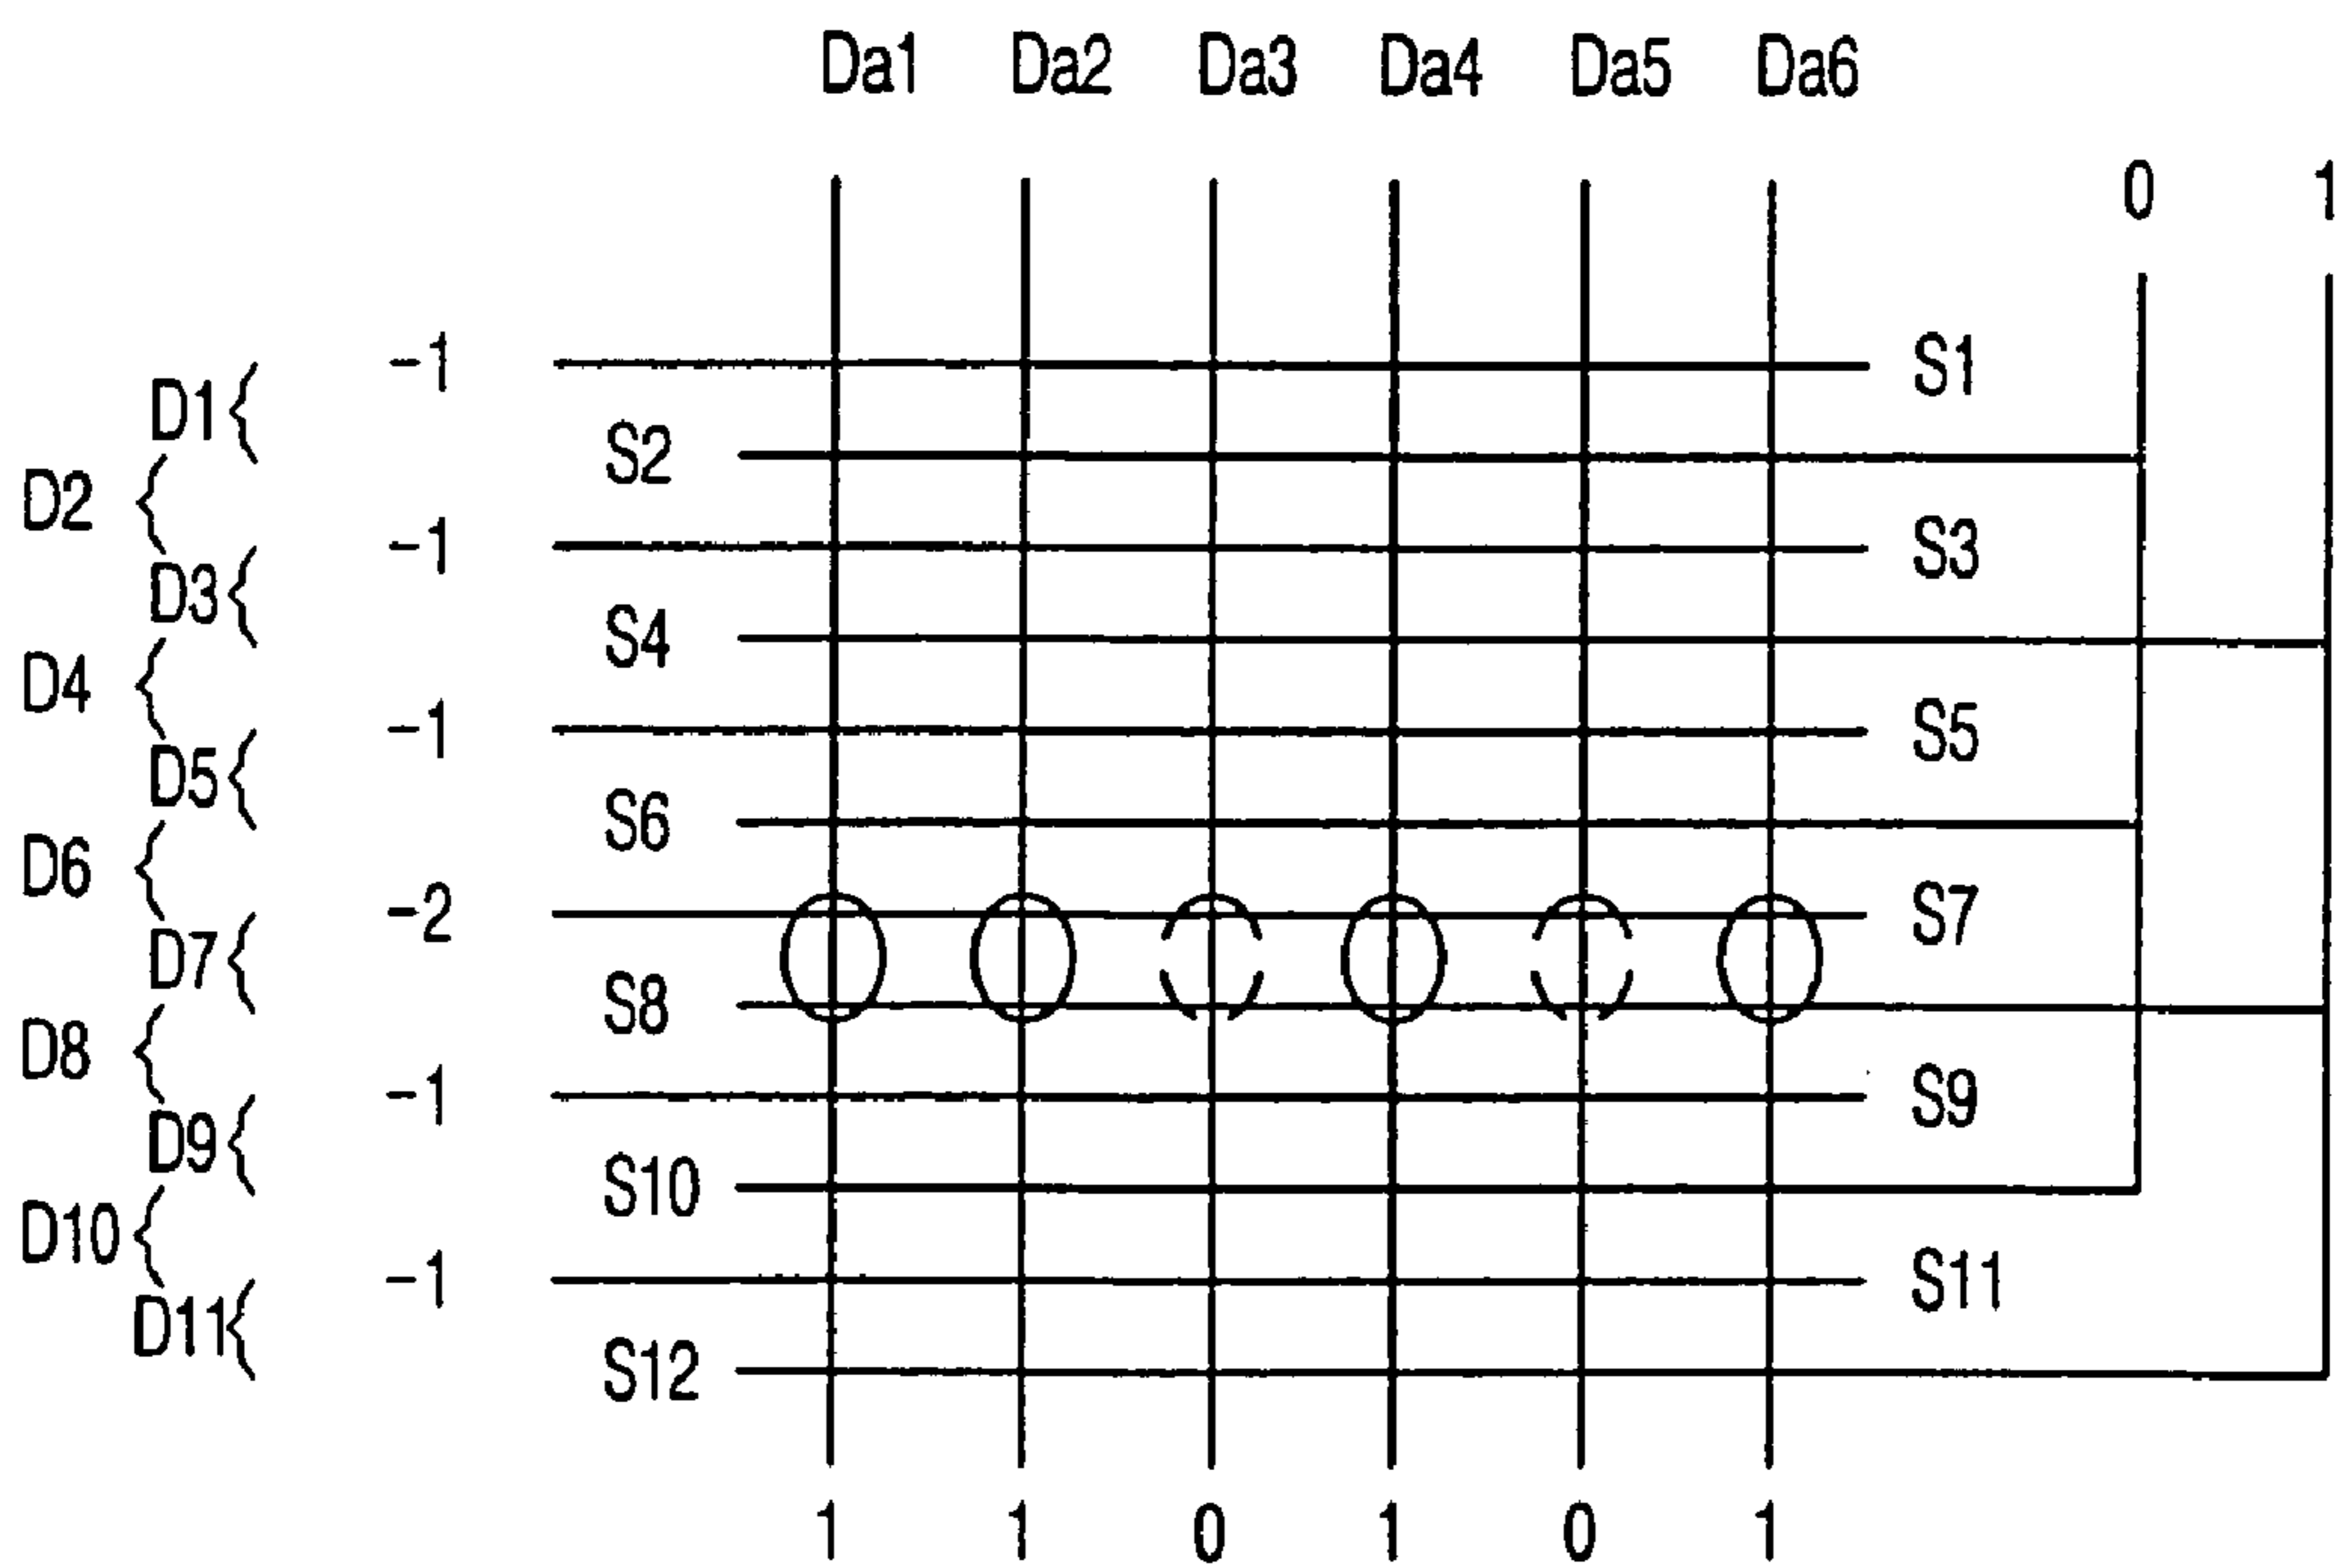 Da1 Da2 Da3 Da4 Da5 Da6
0 1
-1 S1
D1
S2
D2
-1 S3
D3
S4
D4
-1 S5
D5
S6
D6
-2 S7
D7
S8
D8
-1 S9
D9
S10
D10
-1 S11
D11
S12
1 1 0 1 0 1